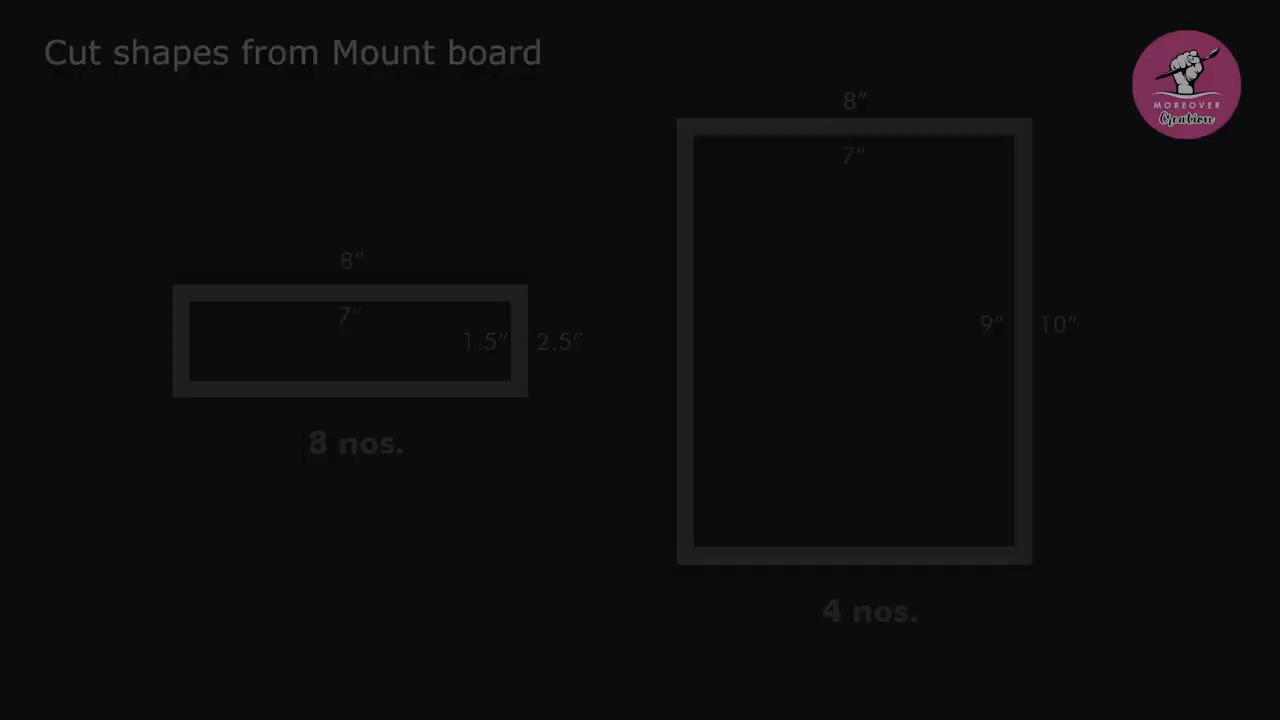 Cut shapes from Mount board
MOREOVER
Creation
8”
7”
9”
10”
8”
7”
1.5”
2.5”
8 nos.
4 nos.